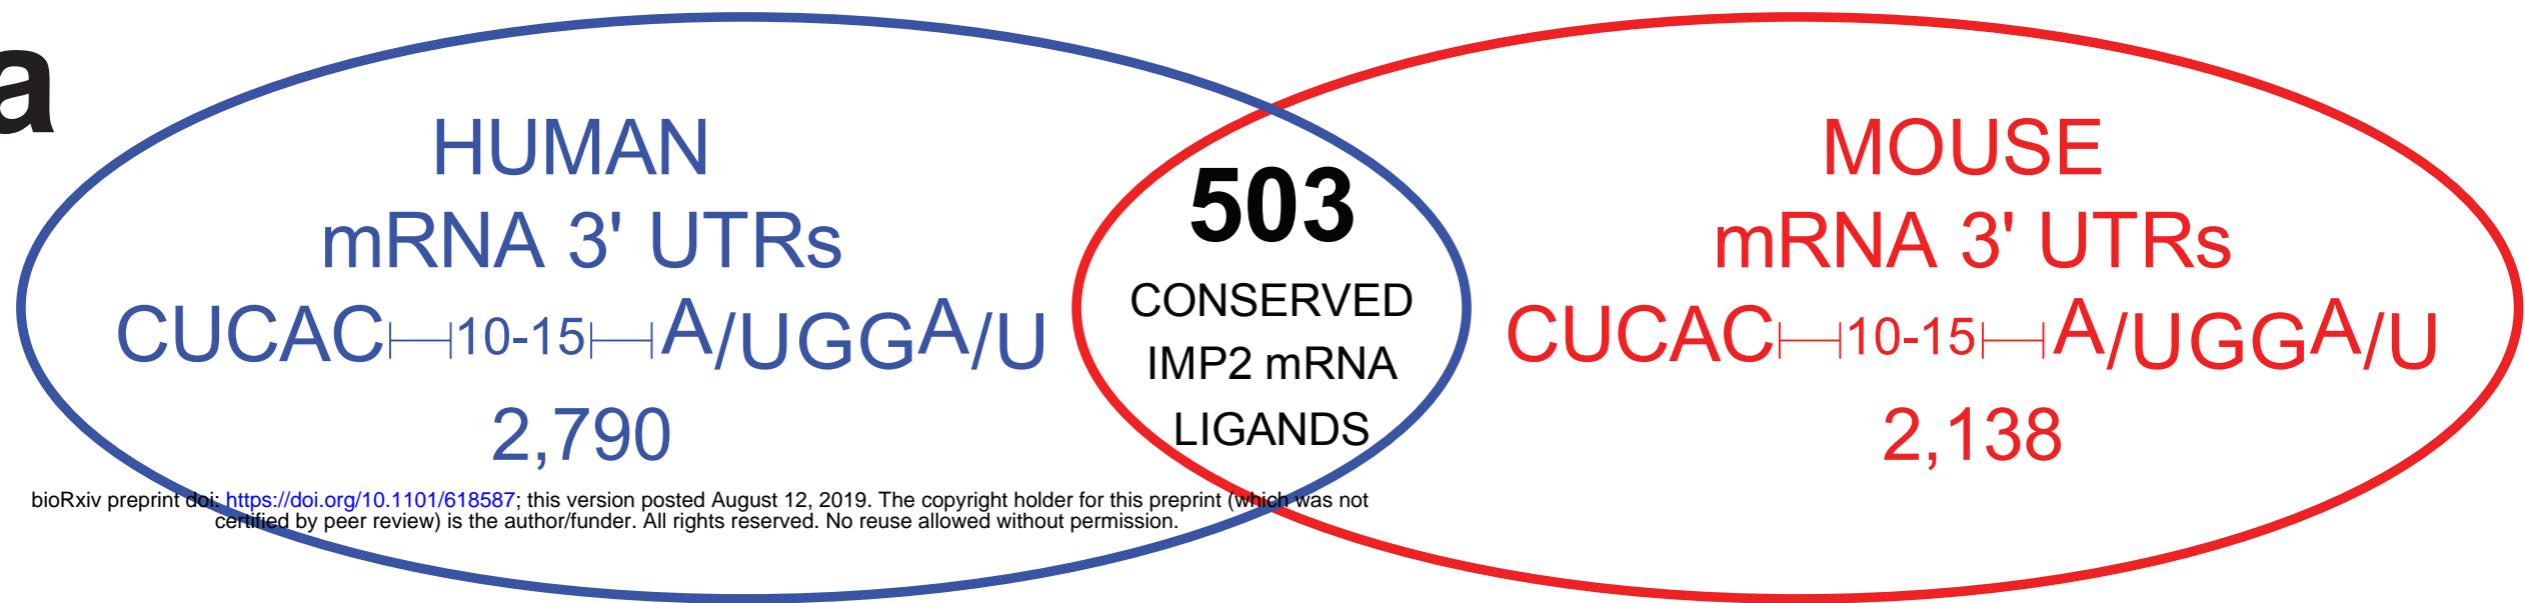 a
HUMAN
mRNA 3' UTRs
CUCAC 10-15 A/UGGA/U
2,790
503
CONSERVED
IMP2 mRNA
LIGANDS
MOUSE
mRNA 3' UTRs
CUCAC 10-15 A/UGGA/U
2,138
bioRxiv preprint doi: https://doi.org/10.1101/618587; this version posted August 12, 2019. The copyright holder for this preprint (which was not
certified by peer review) is the author/funder. All rights reserved. No reuse allowed without permission.